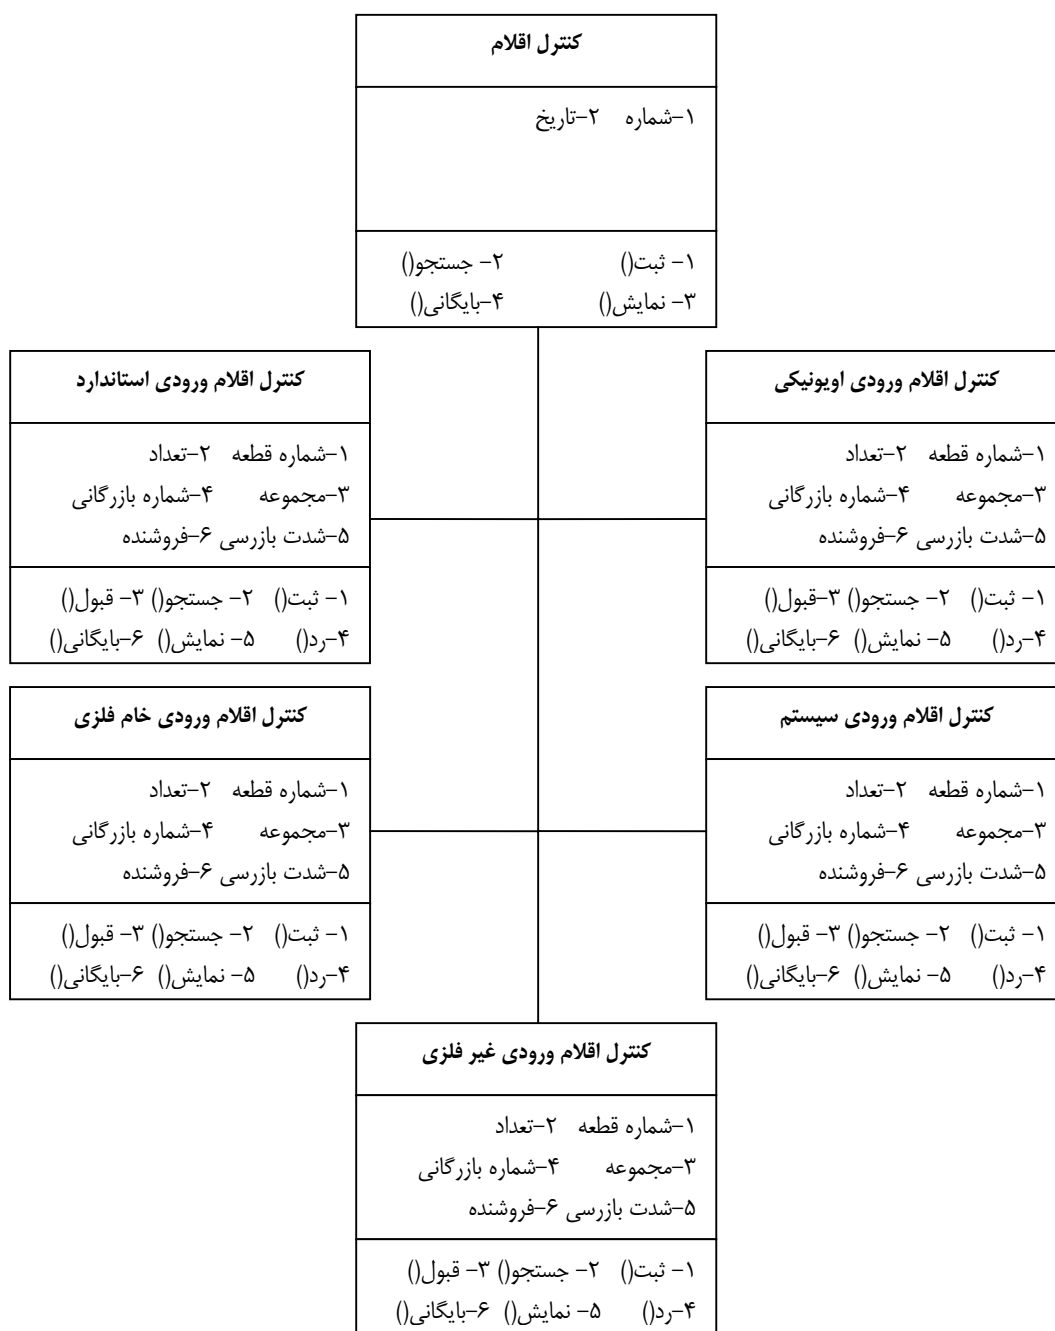 کنترل اقلام
۱-شماره ۲-تاریخ
۱- ثبت() ۲- جستجو()
۳- نمایش() ۴-بایگانی()
کنترل اقلام ورودی اویونیکی
۱-شماره قطعه ۲-تعداد
۳-مجموعه ۴-شماره بازرگانی
۵-شدت بازرسی ۶-فروشنده
۱- ثبت() ۲- جستجو() ۳-قبول()
۴-رد() ۵- نمایش() ۶-بایگانی()
کنترل اقلام ورودی استاندارد
۱-شماره قطعه ۲-تعداد
۳-مجموعه ۴-شماره بازرگانی
۵-شدت بازرسی ۶-فروشنده
۱- ثبت() ۲- جستجو() ۳- قبول()
۴-رد() ۵- نمایش() ۶-بایگانی()
کنترل اقلام ورودی سیستم
۱-شماره قطعه ۲-تعداد
۳-مجموعه ۴-شماره بازرگانی
۵-شدت بازرسی ۶-فروشنده
۱- ثبت() ۲- جستجو() ۳- قبول()
۴-رد() ۵- نمایش() ۶-بایگانی()
کنترل اقلام ورودی خام فلزی
۱-شماره قطعه ۲-تعداد
۳-مجموعه ۴-شماره بازرگانی
۵-شدت بازرسی ۶-فروشنده
۱- ثبت() ۲- جستجو() ۳- قبول()
۴-رد() ۵- نمایش() ۶-بایگانی()
کنترل اقلام ورودی غیر فلزی
۱-شماره قطعه ۲-تعداد
۳-مجموعه ۴-شماره بازرگانی
۵-شدت بازرسی ۶-فروشنده
۱- ثبت() ۲- جستجو() ۳- قبول()
۴-رد() ۵- نمایش() ۶-بایگانی()